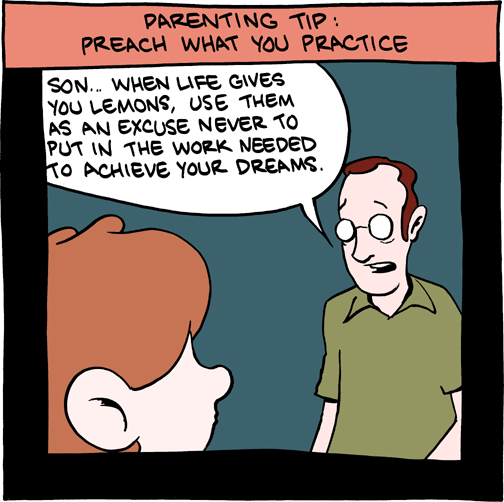 PARENTING TIP:
PREACH WHAT YOU PRACTICE
SON... WHEN LIFE GIVES
YOU LEMONS, USE THEM
AS AN EXCUSE NEVER TO
PUT IN THE WORK NEEDED
TO ACHIEVE YOUR DREAMS.